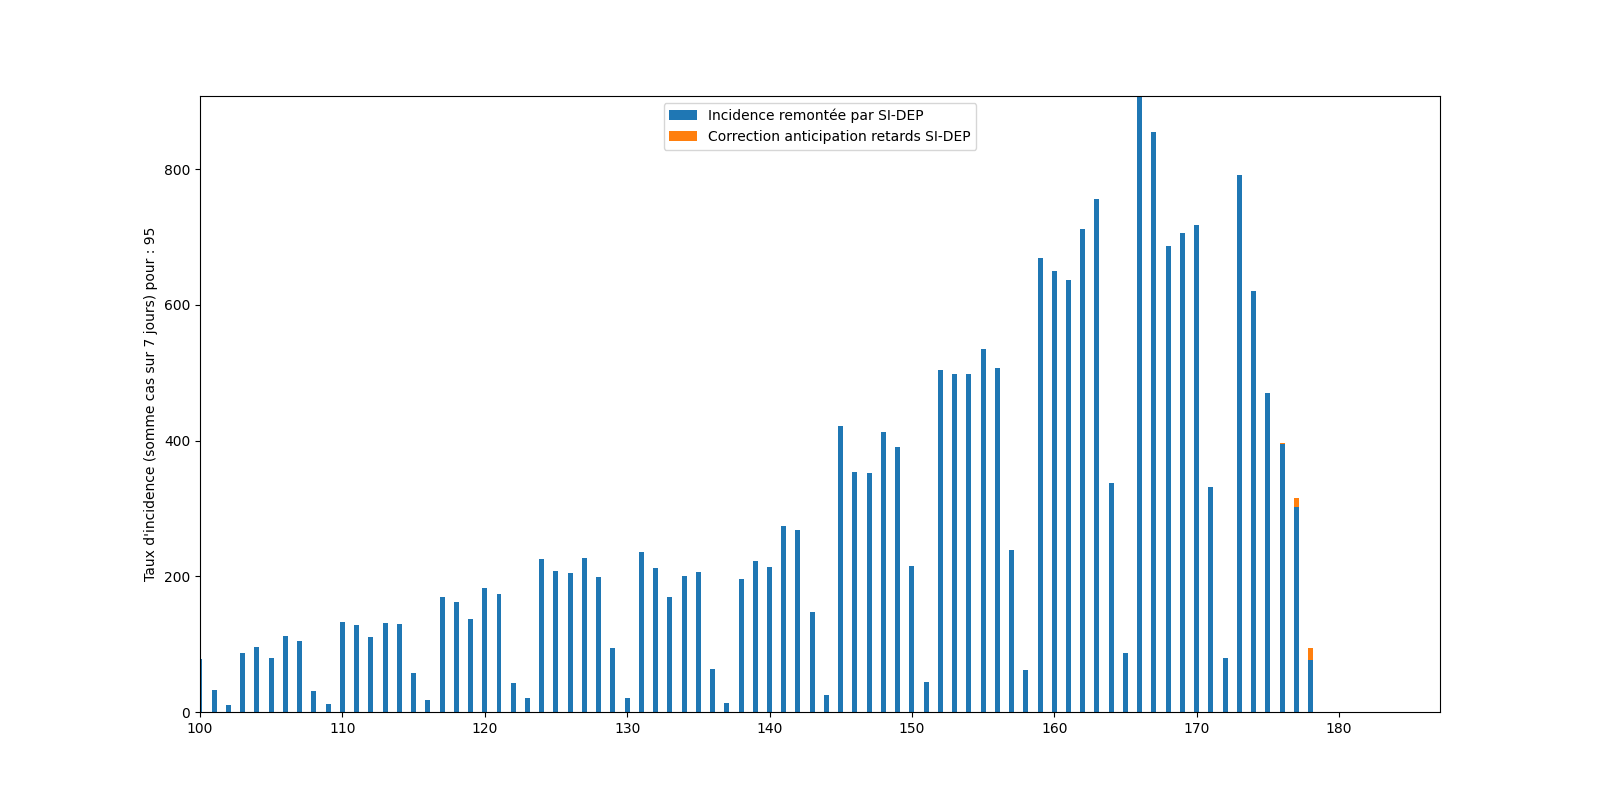 Incidence remontée par SI-DEP
Correction anticipation retards SI-DEP
Taux d'incidence (somme cas sur 7 jours) pour : 95
800
600
400
200
0
100 110 120 130 140 150 160 170 180